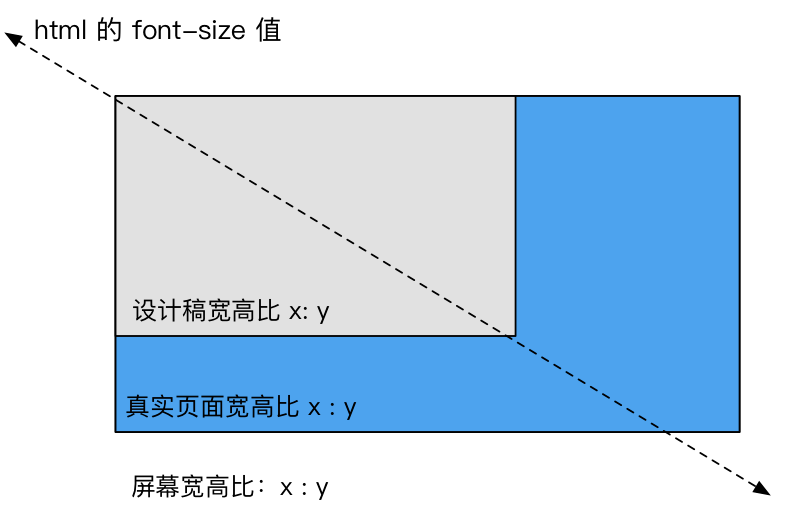 html 的 font-size 值
设计稿宽高比 x: y
真实页面宽高比 x : y
屏幕宽高比：x : y